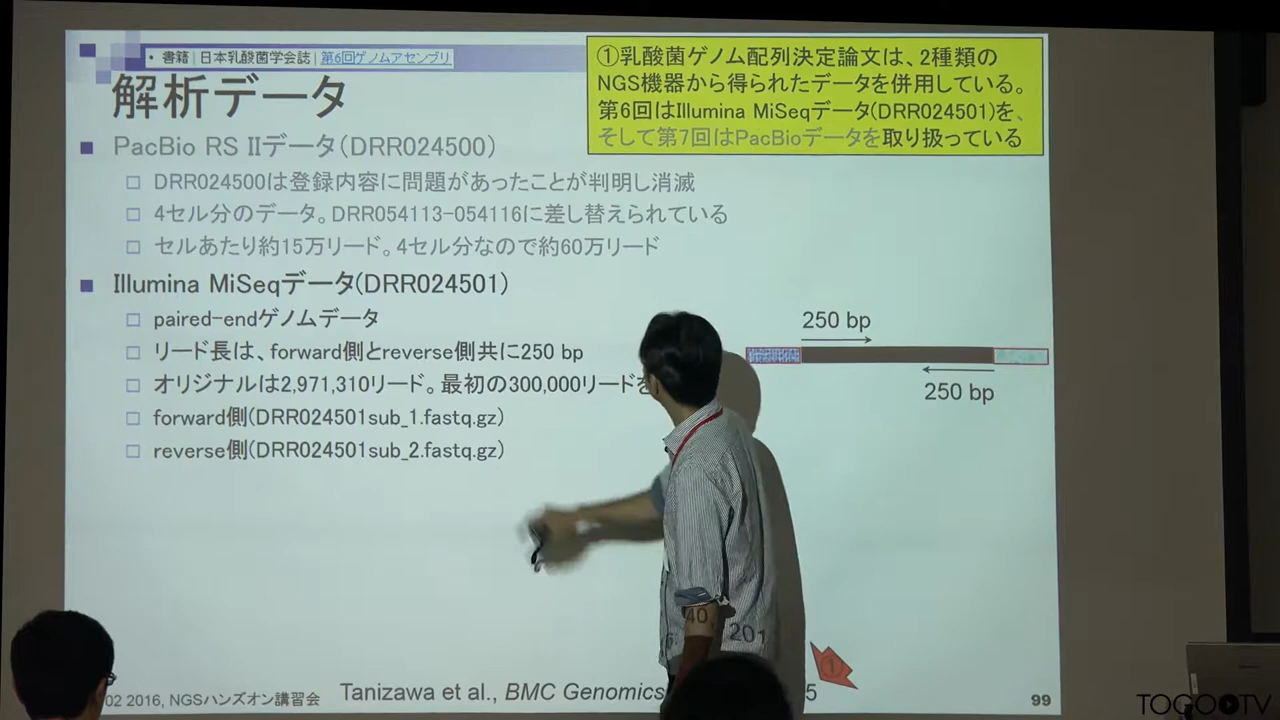 ・書籍 | 日本乳酸菌学会誌 | 第6回ゲノムアセンブリ
解析データ
①乳酸菌ゲノム配列決定論文は、2種類の
NGS機器から得られたデータを併用している。
第6回はIllumina MiSeqデータ(DRR024501)を、
そして第7回はPacBioデータを取り扱っている
PacBio RS IIデータ(DRR024500)
DRR024500は登録内容に問題があったことが判明し消滅
4セル分のデータ。DRR054113-054116に差し替えられている
セルあたり約15万リード。4セル分なので約60万リード
Illumina MiSeqデータ(DRR024501)
paired-endゲノムデータ
リード長は、forward側とreverse側共に250 bp
オリジナルは2,971,310リード。最初の300,000リードを
forward側(DRR024501sub_1.fastq.gz)
reverse側(DRR024501sub_2.fastq.gz)
250 bp
250 bp
40, 201
①
02 2016, NGSハンズオン講習会
Tanizawa et al., BMC Genomics
5
99
TOGOTV